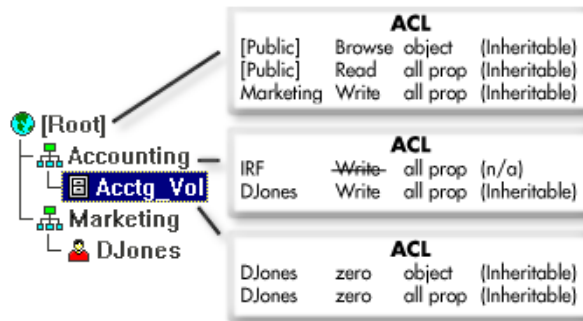 ACL
[Public] Browse object (Inheritable)
[Public] Read all prop (Inheritable)
Marketing Write all prop (Inheritable)
[Root]
Accounting
Acctg_Vol
Marketing
DJones
ACL
IRF Write all prop (n/a)
DJones Write all prop (Inheritable)
ACL
DJones zero object (Inheritable)
DJones zero all prop (Inheritable)